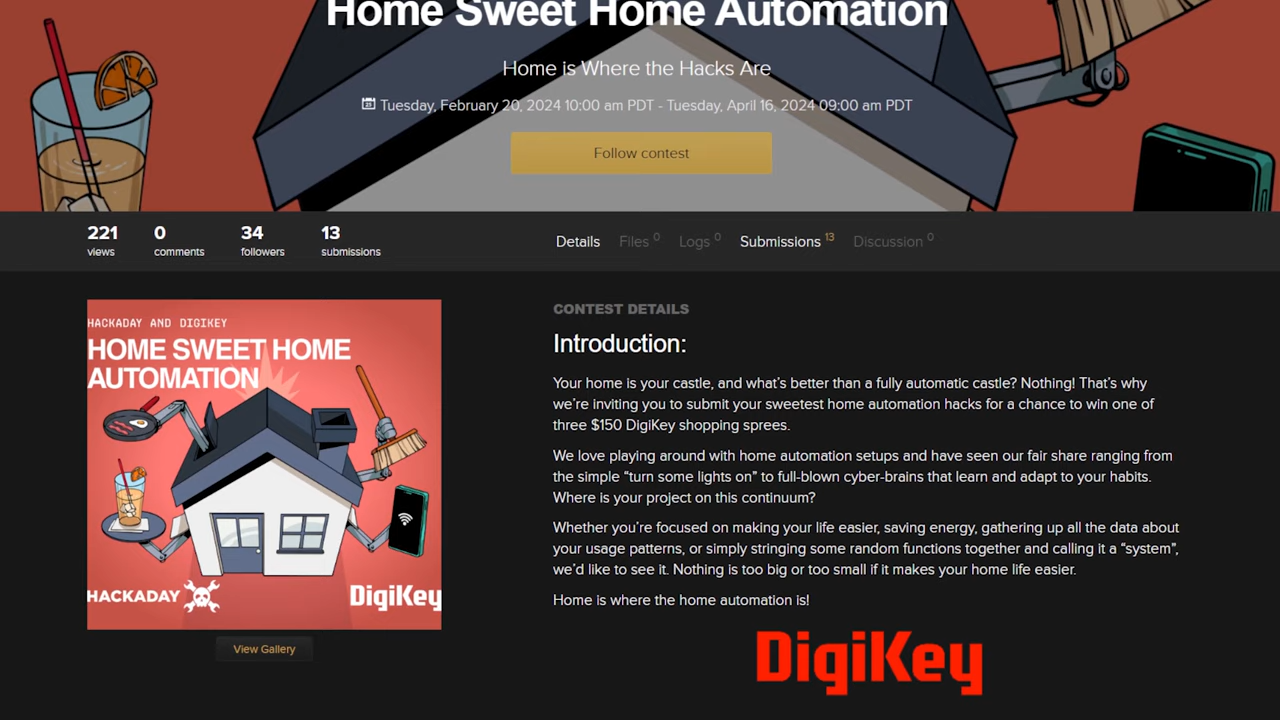 Home Sweet Home Automation
Home is Where the Hacks Are
Tuesday, February 20, 2024 10:00 am PDT - Tuesday, April 16, 2024 09:00 am PDT
Follow contest
221 0 34 13
views comments followers submissions
Details Files 0 Logs 0 Submissions 13 Discussion 0
HACKADAY AND DIGIKEY
HOME SWEET HOME
AUTOMATION
HACKADAY DigiKey
View Gallery
CONTEST DETAILS
Introduction:
Your home is your castle, and what's better than a fully automatic castle? Nothing! That's why
we're inviting you to submit your sweetest home automation hacks for a chance to win one of
three $150 DigiKey shopping sprees.
We love playing around with home automation setups and have seen our fair share ranging from
the simple “turn some lights on” to full-blown cyber-brains that learn and adapt to your habits.
Where is your project on this continuum?
Whether you're focused on making your life easier, saving energy, gathering up all the data about
your usage patterns, or simply stringing some random functions together and calling it a “system”,
we'd like to see it. Nothing is too big or too small if it makes your home life easier.
Home is where the home automation is!
DigiKey